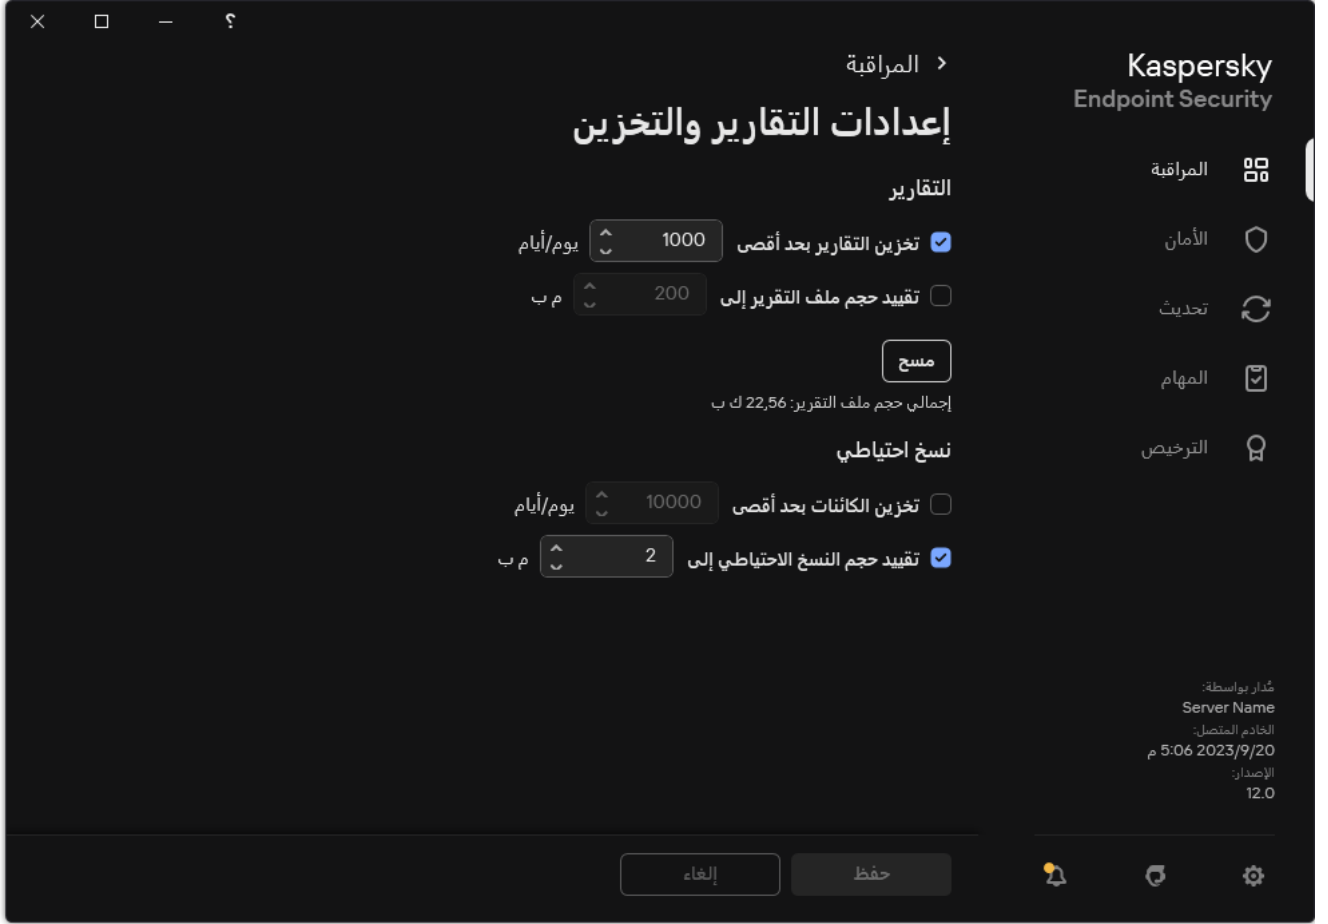 ؟
Kaspersky
Endpoint Security
المراقبة
الأمان
تحديث
المهام
الترخيص
مُدار بواسطة:
Server Name
الخادم المتصل:
2023/9/20 5:06 م
الإصدار:
12.0
المراقبة
إعدادات التقارير والتخزين
التقارير
تخزين التقارير بحد أقصى 1000 يوم/أيام
تقييد حجم ملف التقرير إلى 200 م ب
مسح
إجمالي حجم ملف التقرير: 22,56 ك ب
نسخ احتياطي
تخزين الكائنات بحد أقصى 10000 يوم/أيام
تقييد حجم النسخ الاحتياطي إلى 2 م ب
حفظ إلغاء